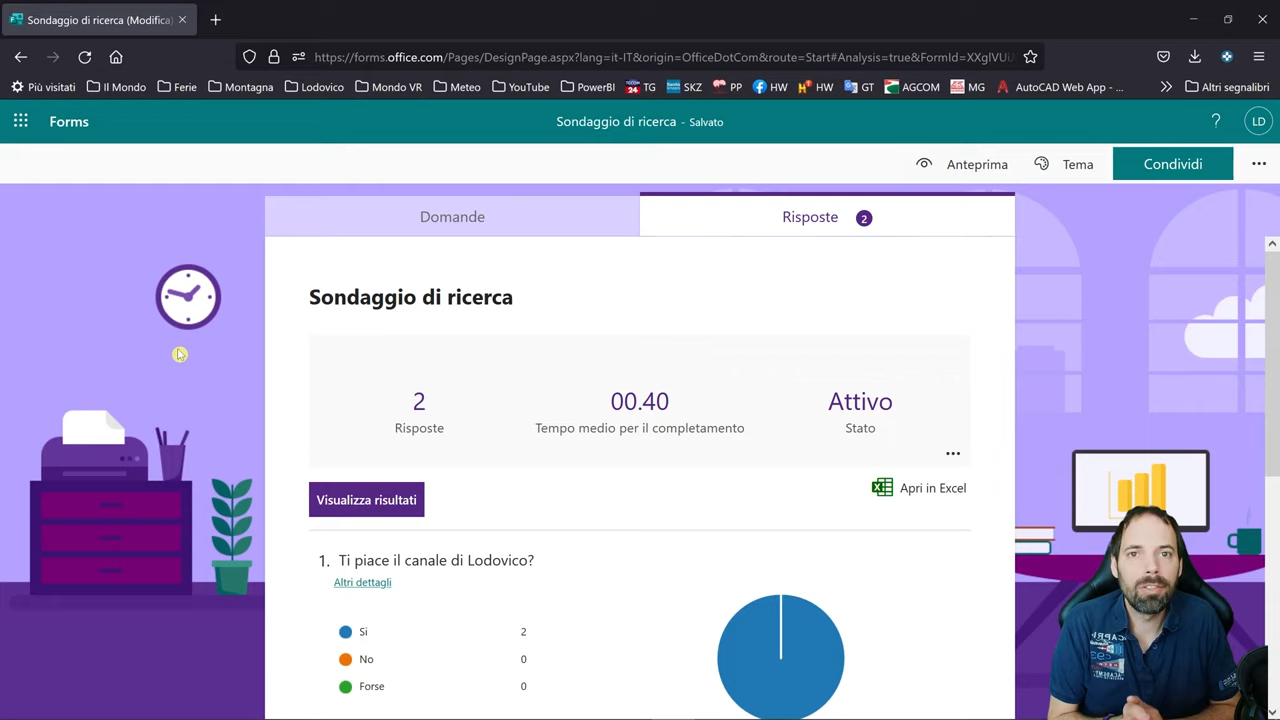 Sondaggio di ricerca (Modifica)
https://forms.office.com/Pages/DesignPage.aspx?lang=it-IT&origin=OfficeDotCom&route=Start#Analysis=true&FormId=XXglVUi
Più visitati Il Mondo Ferie Montagna Lodovico Mondo VR Meteo YouTube PowerBI TG SKZ PP HW HW GT AGCOM MG AutoCAD Web App - ... Altri segnalibri
Forms Sondaggio di ricerca - Salvato ? LD
Anteprima Tema Condividi
Domande Risposte 2
Sondaggio di ricerca
2 00.40 Attivo
Risposte Tempo medio per il completamento Stato
Visualizza risultati Apri in Excel
1. Ti piace il canale di Lodovico?
Altri dettagli
Si 2
No 0
Forse 0